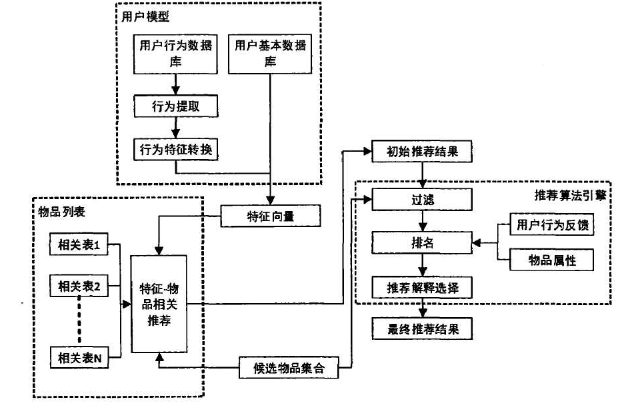 用户模型
用户行为数据
库
用户基本数据
库
行为提取
行为特征转换
特征向量
物品列表
相关表1
相关表2
相关表N
特征-物
品相关
推荐
候选物品集合
初始推荐结果
推荐算法引擎
过滤
排名
用户行为反馈
物品属性
推荐解释选择
最终推荐结果